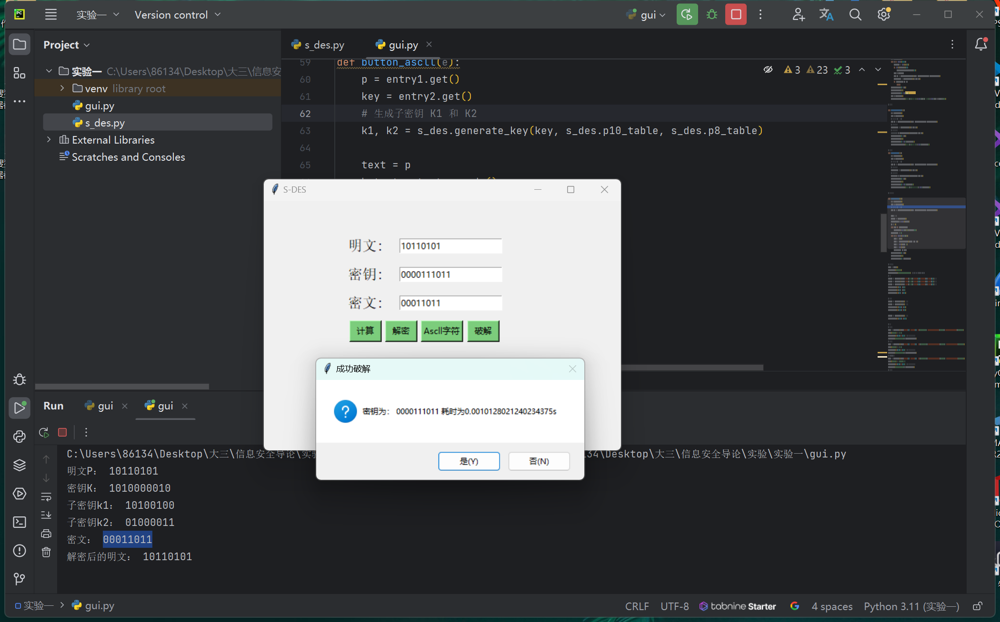 PC
实验一
Version control
gui
Project
s_des.py
gui.py
实验一 C:\Users\86134\Desktop\大三\信息安
venv library root
gui.py
s_des.py
External Libraries
Scratches and Consoles
59 def button_ascll(e):
60 p = entry1.get()
61 key = entry2.get()
62 # 生成子密钥 K1 和 K2
63 k1, k2 = s_des.generate_key(key, s_des.p10_table, s_des.p8_table)
64
65 text = p
3 23 3
S-DES
明文: 10110101
密钥: 0000111011
密文: 00011011
计算 解密 Ascll字符 破解
成功破解
密钥为: 0000111011 耗时为0.0010128021240234375s
是(Y) 否(N)
Run gui gui
C:\Users\86134\Desktop\大三\信息安全导论\实验 34\Desktop\大三\信息安全导论\实验\实验一\gui.py
明文P: 10110101
密钥K: 1010000010
子密钥k1: 10100100
子密钥k2: 01000011
密文: 00011011
解密后的明文: 10110101
实验一 > gui.py
CRLF UTF-8 tabnine Starter 4 spaces Python 3.11 (实验一)